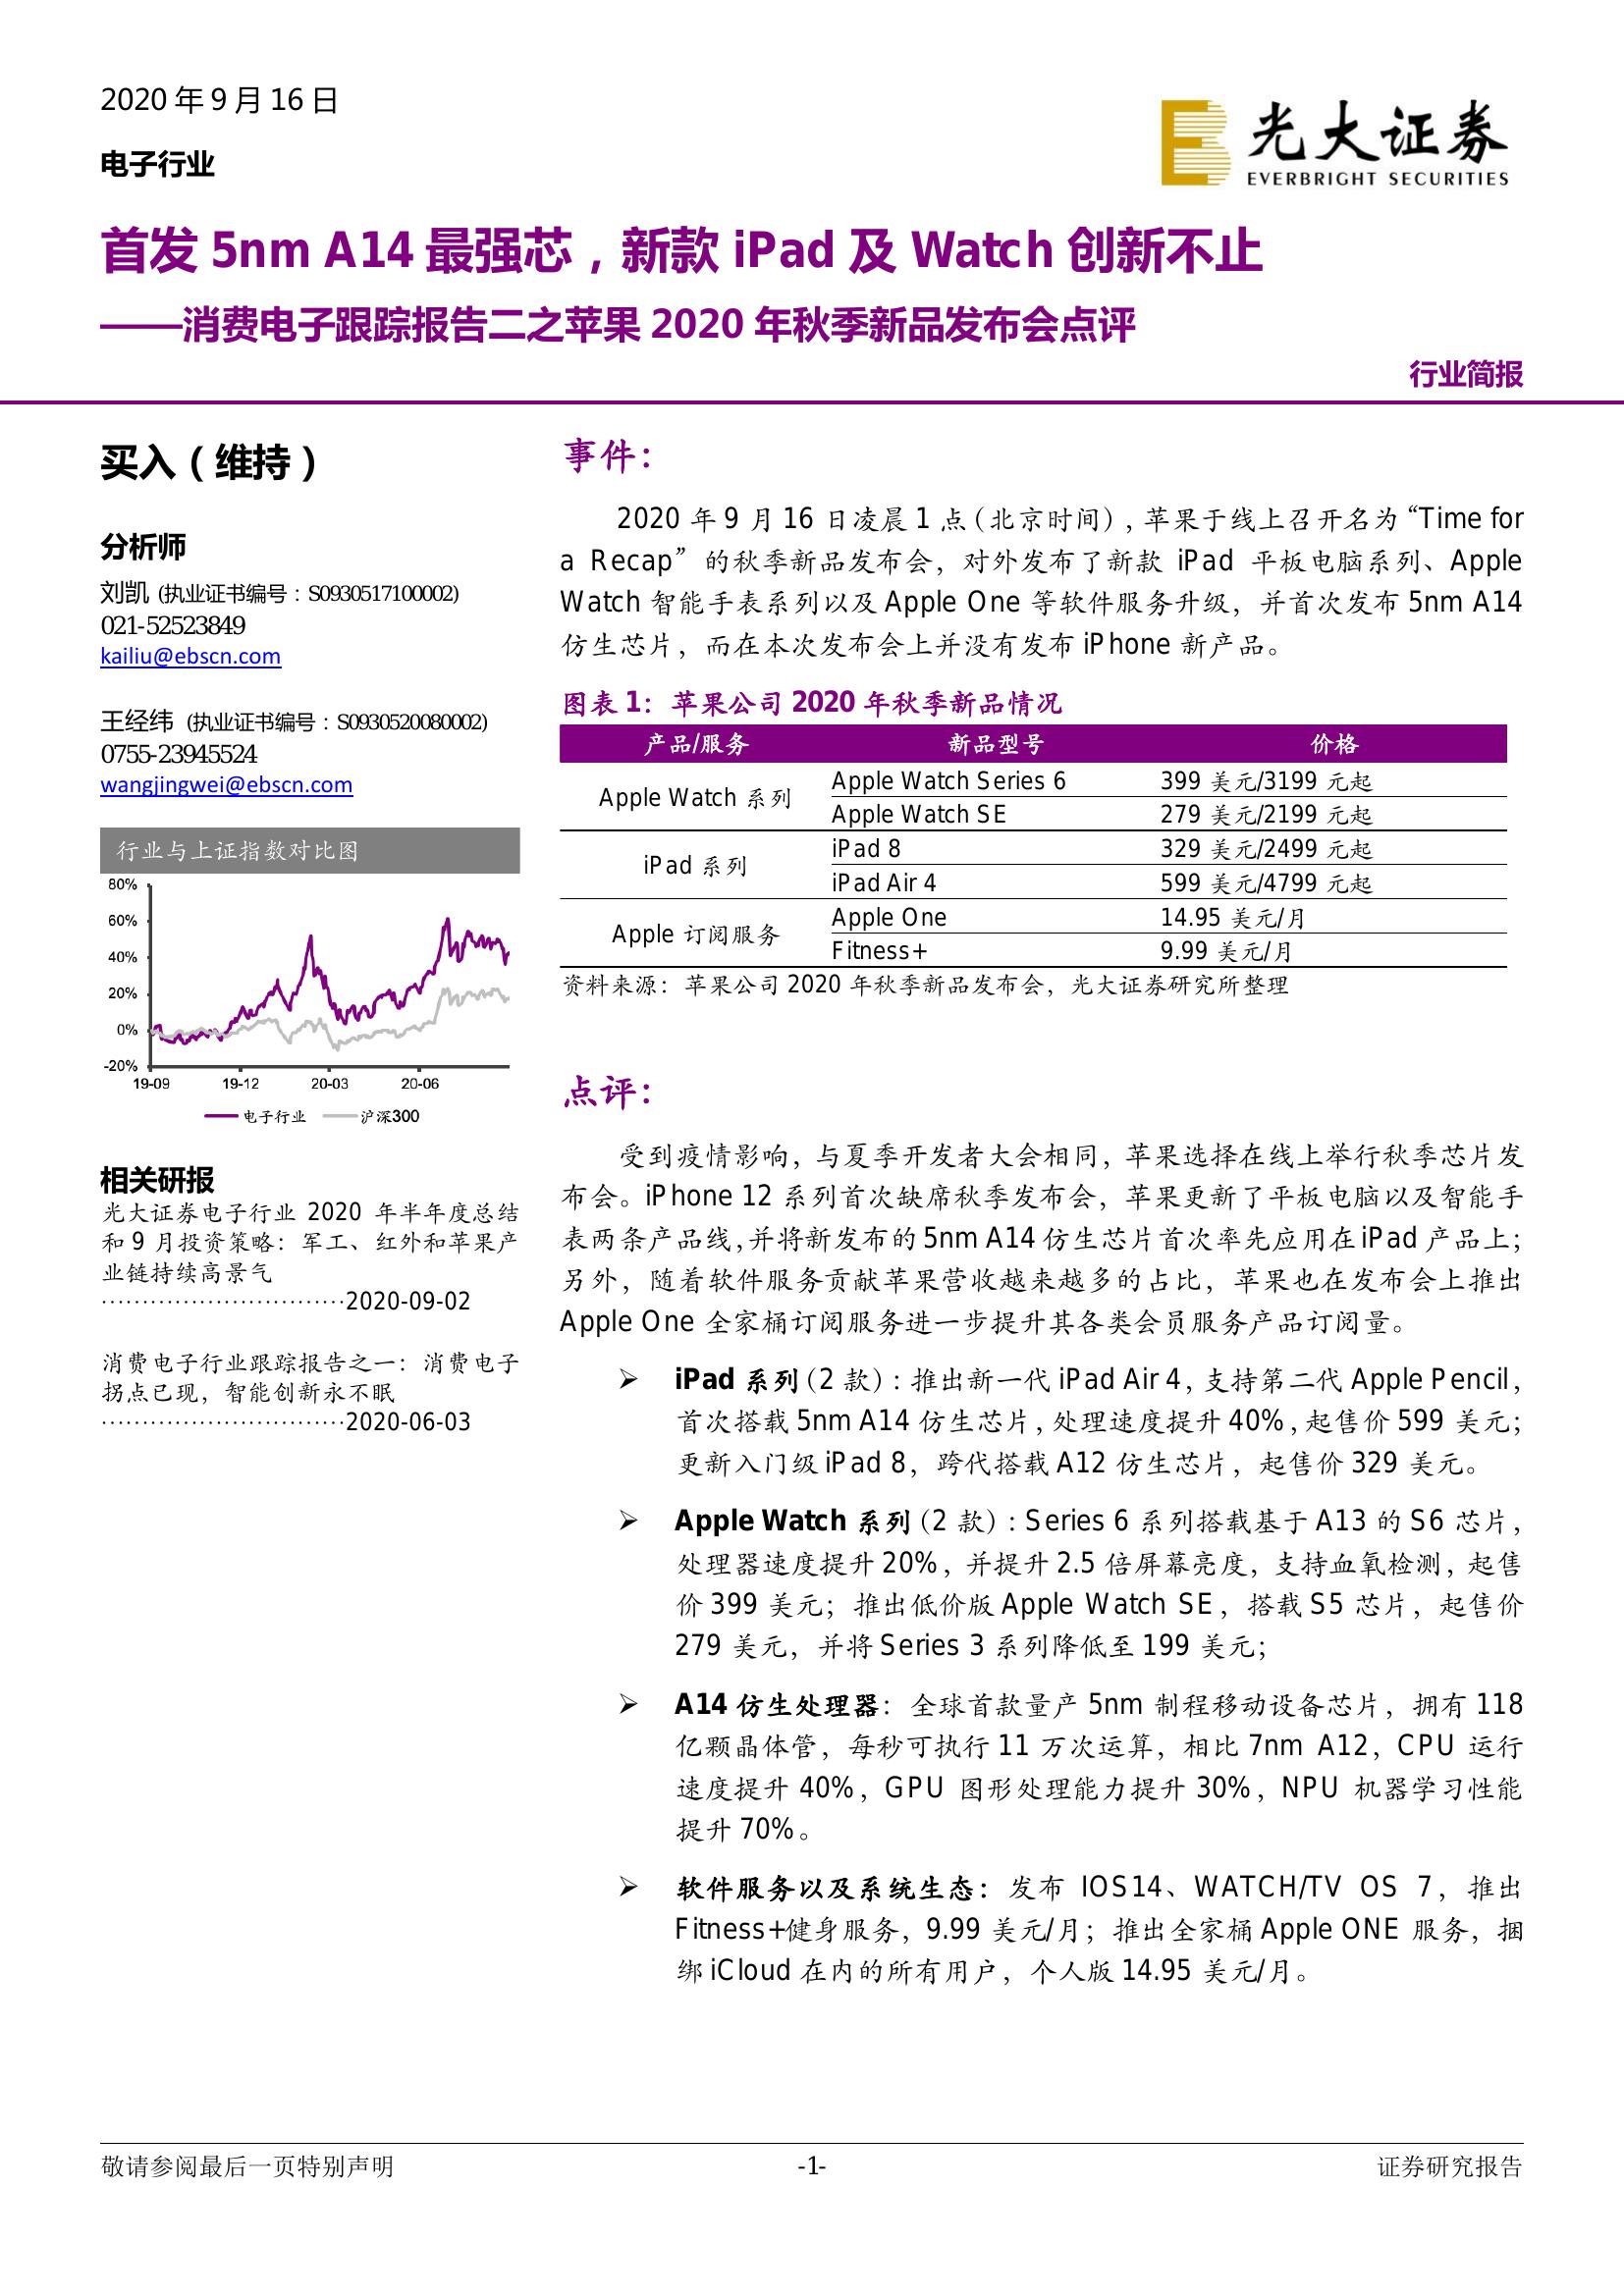 2020 年 9 月 16 日
电子行业
光大证券
EVERBRIGHT SECURITIES
首发 5nm A14 最强芯，新款 iPad 及 Watch 创新不止
——消费电子跟踪报告二之苹果 2020 年秋季新品发布会点评
行业简报
买入（维持）
分析师
刘凯 (执业证书编号：S0930517100002)
021-52523849
kailiu@ebscn.com
王经纬 (执业证书编号：S0930520080002)
0755-23945524
wangjingwei@ebscn.com
行业与上证指数对比图
80%
60%
40%
20%
0%
-20%
19-09 19-12 20-03 20-06
电子行业 沪深300
相关研报
光大证券电子行业 2020 年半年度总结
和 9 月投资策略：军工、红外和苹果产
业链持续高景气
······························2020-09-02
消费电子行业跟踪报告之一：消费电子
拐点已现，智能创新永不眠
······························2020-06-03
事件：
2020 年 9 月 16 日凌晨 1 点（北京时间），苹果于线上召开名为 “Time for
a Recap” 的秋季新品发布会，对外发布了新款 iPad 平板电脑系列、Apple
Watch 智能手表系列以及 Apple One 等软件服务升级，并首次发布 5nm A14
仿生芯片，而在本次发布会上并没有发布 iPhone 新产品。
图表 1：苹果公司 2020 年秋季新品情况
产品/服务 新品型号 价格
Apple Watch 系列 Apple Watch Series 6 399 美元/3199 元起
Apple Watch SE 279 美元/2199 元起
iPad 系列 iPad 8 329 美元/2499 元起
iPad Air 4 599 美元/4799 元起
Apple 订阅服务 Apple One 14.95 美元/月
Fitness+ 9.99 美元/月
资料来源：苹果公司 2020 年秋季新品发布会，光大证券研究所整理
点评：
受到疫情影响，与夏季开发者大会相同，苹果选择在线上举行秋季芯片发
布会。iPhone 12 系列首次缺席秋季发布会，苹果更新了平板电脑以及智能手
表两条产品线，并将新发布的 5nm A14 仿生芯片首次率先应用在 iPad 产品上；
另外，随着软件服务贡献苹果营收越来越多的占比，苹果也在发布会上推出
Apple One 全家桶订阅服务进一步提升其各类会员服务产品订阅量。
➢ iPad 系列（2 款）：推出新一代 iPad Air 4，支持第二代 Apple Pencil，
首次搭载 5nm A14 仿生芯片，处理速度提升 40%，起售价 599 美元；
更新入门级 iPad 8，跨代搭载 A12 仿生芯片，起售价 329 美元。
➢ Apple Watch 系列（2 款）：Series 6 系列搭载基于 A13 的 S6 芯片，
处理器速度提升 20%，并提升 2.5 倍屏幕亮度，支持血氧检测，起售
价 399 美元；推出低价版 Apple Watch SE，搭载 S5 芯片，起售价
279 美元，并将 Series 3 系列降低至 199 美元；
➢ A14 仿生处理器：全球首款量产 5nm 制程移动设备芯片，拥有 118
亿颗晶体管，每秒可执行 11 万次运算，相比 7nm A12，CPU 运行
速度提升 40%，GPU 图形处理能力提升 30%，NPU 机器学习性能
提升 70%。
➢ 软件服务以及系统生态：发布 IOS14、WATCH/TV OS 7，推出
Fitness+健身服务，9.99 美元/月；推出全家桶 Apple ONE 服务，捆
绑 iCloud 在内的所有用户，个人版 14.95 美元/月。
敬请参阅最后一页特别声明 -1- 证券研究报告